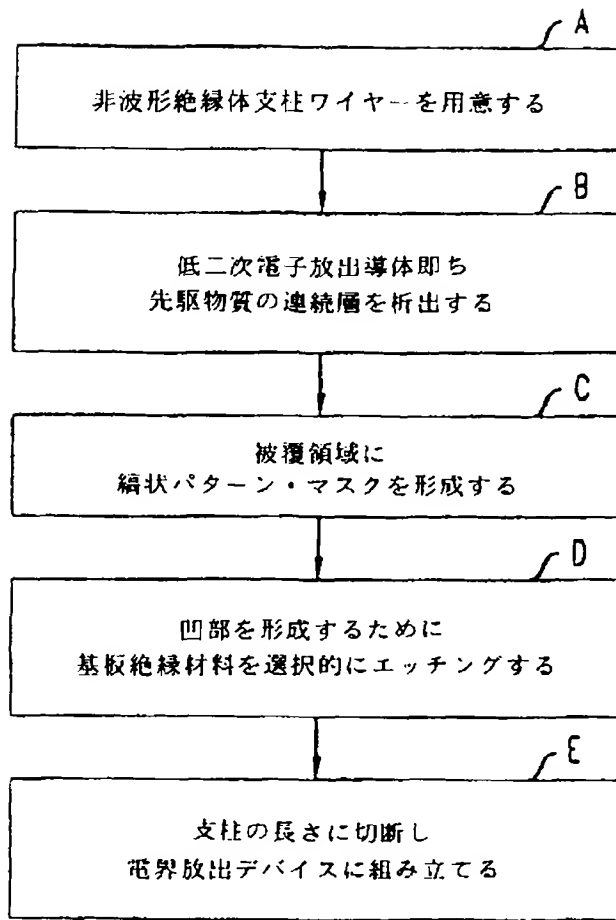 A
非波形絶縁体支柱ワイヤーを用意する
B
低二次電子放出導体即ち
先駆物質の連続層を析出する
C
被覆領域に
縞状パターン・マスクを形成する
D
凹部を形成するために
基板絶縁材料を選択的にエッチングする
E
支柱の長さに切断し
電界放出デバイスに組み立てる